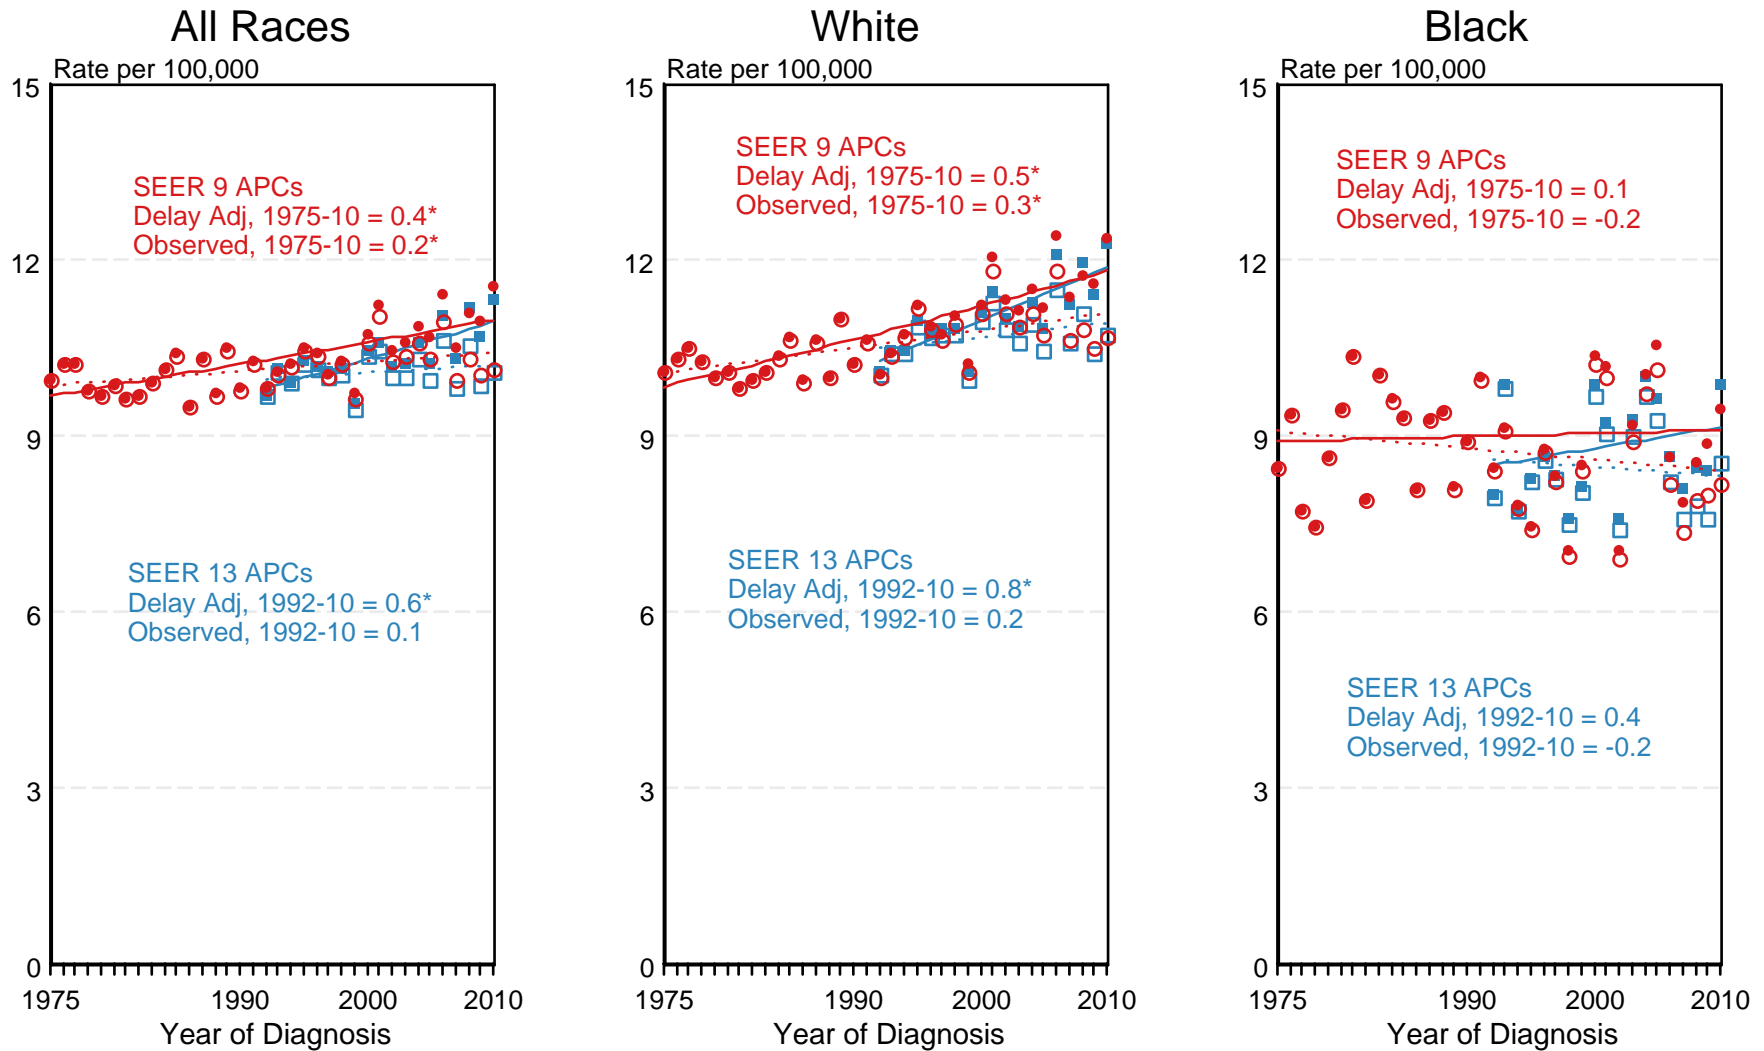 All Races
Rate per 100,000
15
12
9
6
3
0
SEER 9 APCs
Delay Adj, 1975-10 = 0.4*
Observed, 1975-10 = 0.2*
SEER 13 APCs
Delay Adj, 1992-10 = 0.6*
Observed, 1992-10 = 0.1
1975 1990 2000 2010
Year of Diagnosis
White
Rate per 100,000
15
12
9
6
3
0
SEER 9 APCs
Delay Adj, 1975-10 = 0.5*
Observed, 1975-10 = 0.3*
SEER 13 APCs
Delay Adj, 1992-10 = 0.8*
Observed, 1992-10 = 0.2
1975 1990 2000 2010
Year of Diagnosis
Black
Rate per 100,000
15
12
9
6
3
0
SEER 9 APCs
Delay Adj, 1975-10 = 0.1
Observed, 1975-10 = -0.2
SEER 13 APCs
Delay Adj, 1992-10 = 0.4
Observed, 1992-10 = -0.2
1975 1990 2000 2010
Year of Diagnosis